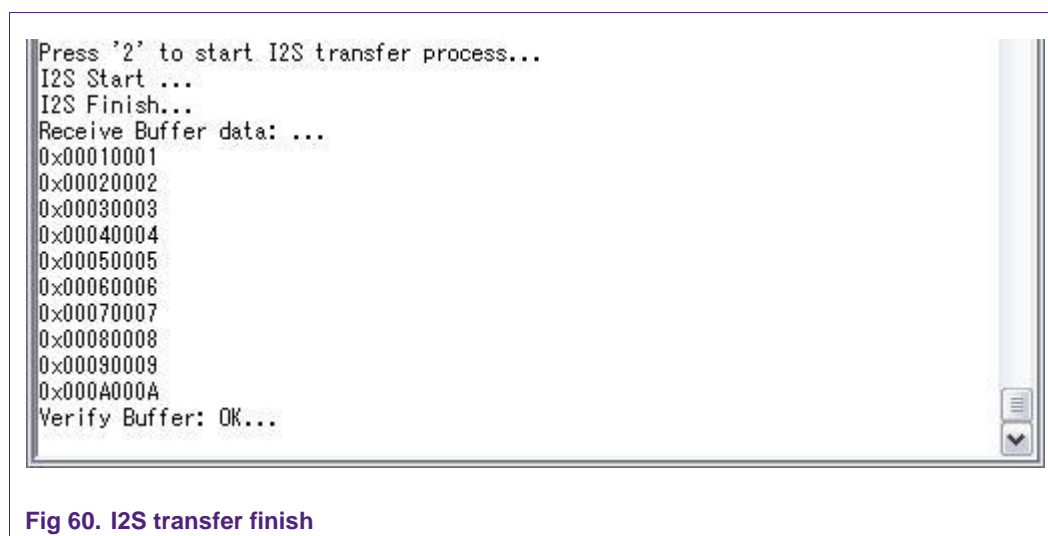 Press '2' to start I2S transfer process...
I2S Start ...
I2S Finish...
Receive Buffer data: ...
0x00010001
0x00020002
0x00030003
0x00040004
0x00050005
0x00060006
0x00070007
0x00080008
0x00090009
0x000A000A
Verify Buffer: OK...
Fig 60. I2S transfer finish